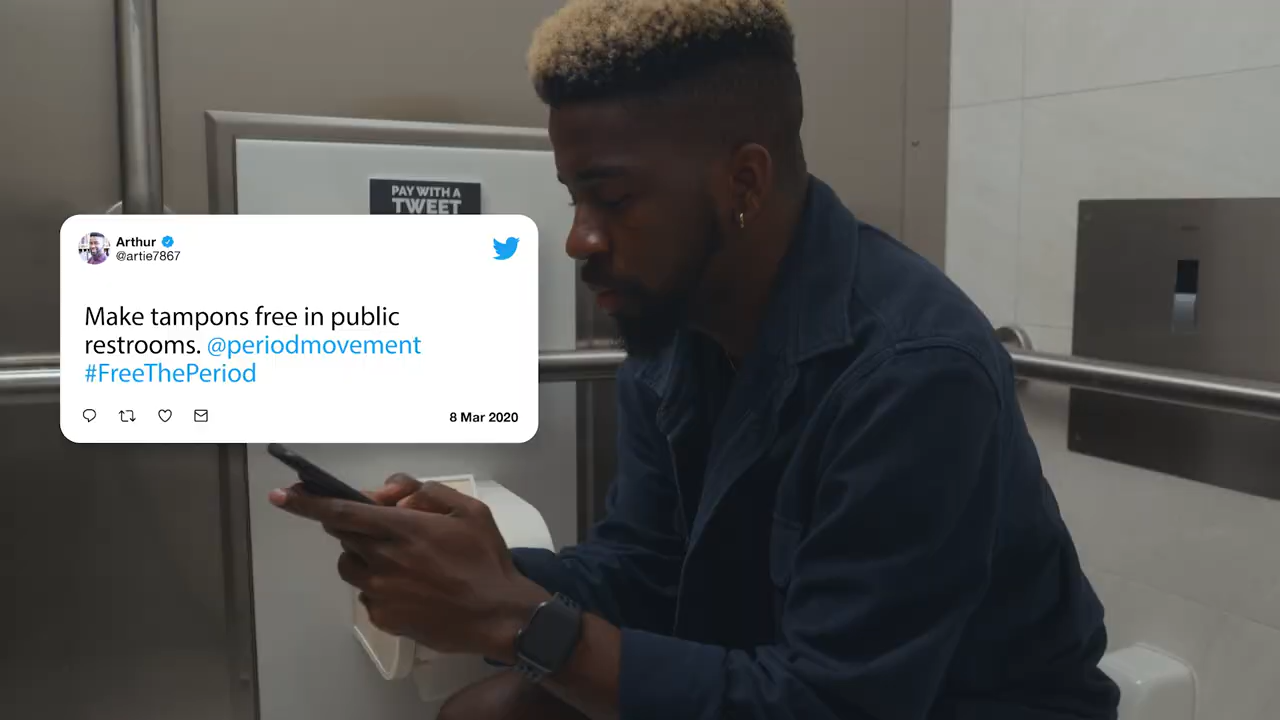 PAY WITH A
TWEET
Arthur
@artie7867
Make tampons free in public
restrooms. @periodmovement
#FreeThePeriod
8 Mar 2020